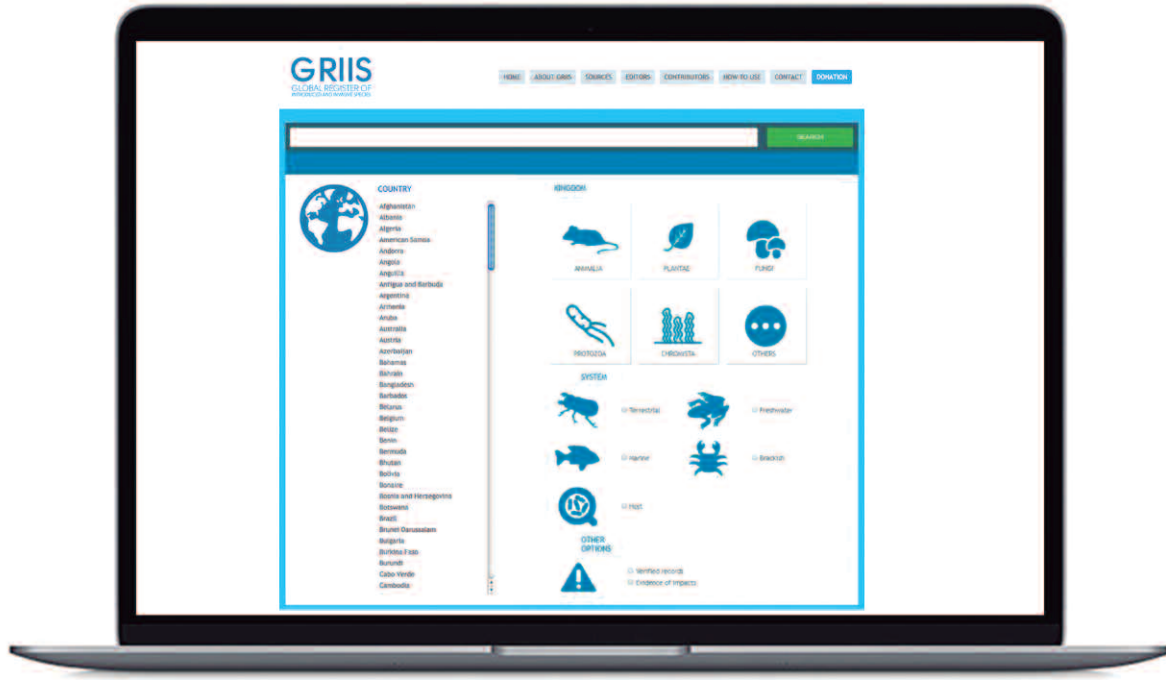 GRIIS
GLOBAL REGISTER OF
INTRODUCED AND INVASIVE SPECIES
HOME ABOUT GRIIS SOURCES EDITORS CONTRIBUTORS HOW TO USE CONTACT DONATION
SEARCH
COUNTRY
Afghanistan
Albania
Algeria
American Samoa
Andorra
Angola
Anguilla
Antigua and Barbuda
Argentina
Armenia
Aruba
Australia
Austria
Azerbaijan
Bahamas
Bahrain
Bangladesh
Barbados
Belarus
Belgium
Belize
Benin
Bermuda
Bhutan
Bolivia
Bonaire
Bosnia and Herzegovina
Botswana
Brazil
Brunei Darussalam
Bulgaria
Burkina Faso
Burundi
Cabo Verde
Cambodia
KINGDOM
ANIMALIA PLANTAE FUNGI
PROTOZOA CHROMISTA OTHERS
SYSTEM
Terrestrial Freshwater
Marine Brackish
Host
OTHER
OPTIONS
Verified records
Evidence of Impacts